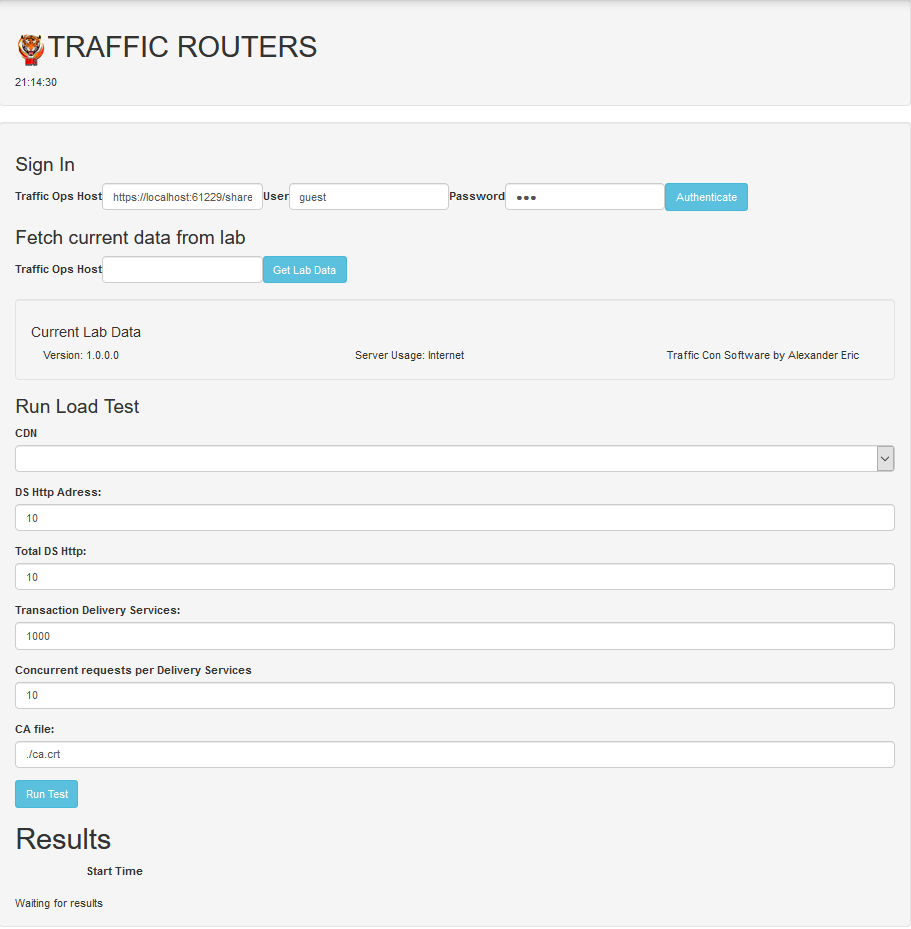 TRAFFIC ROUTERS
21:14:30
Sign In
Traffic Ops Host https://localhost:61229/share User guest Password ●●● Authenticate
Fetch current data from lab
Traffic Ops Host Get Lab Data
Current Lab Data
Version: 1.0.0.0 Server Usage: Internet Traffic Con Software by Alexander Eric
Run Load Test
CDN
DS Http Adress:
10
Total DS Http:
10
Transaction Delivery Services:
1000
Concurrent requests per Delivery Services
10
CA file:
./ca.crt
Run Test
Results
Start Time
Waiting for results